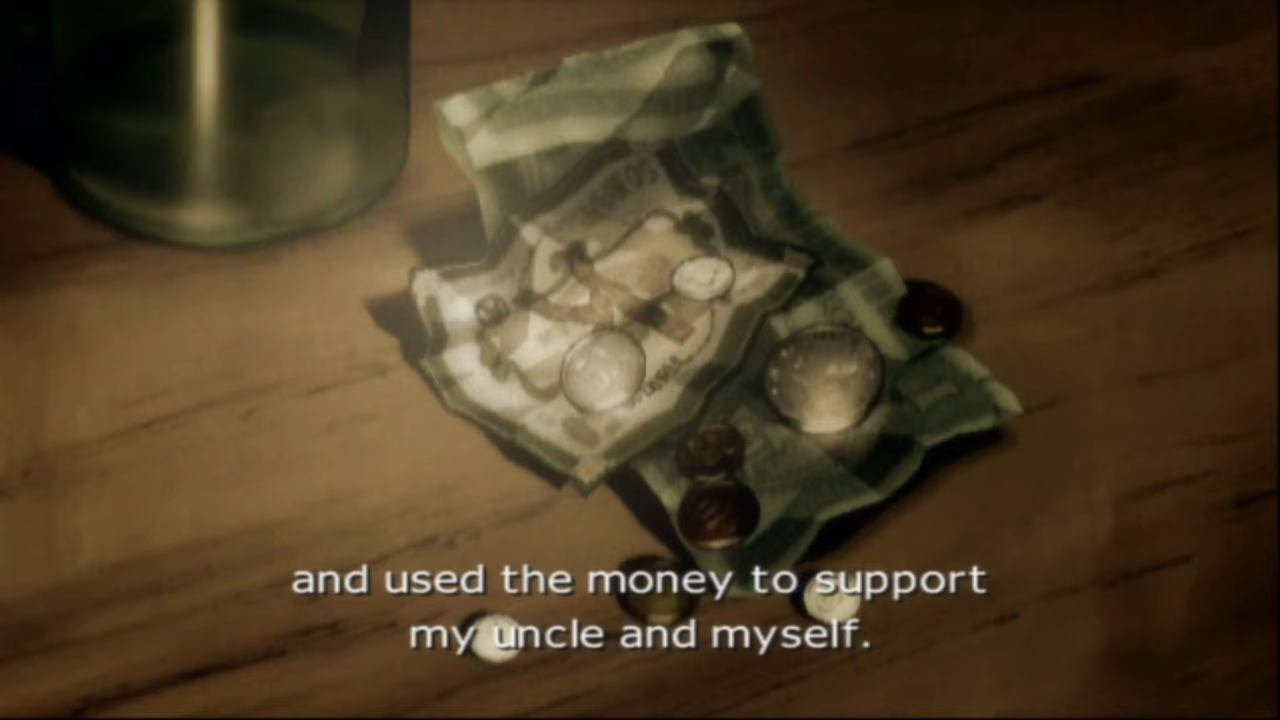 and used the money to support
my uncle and myself.